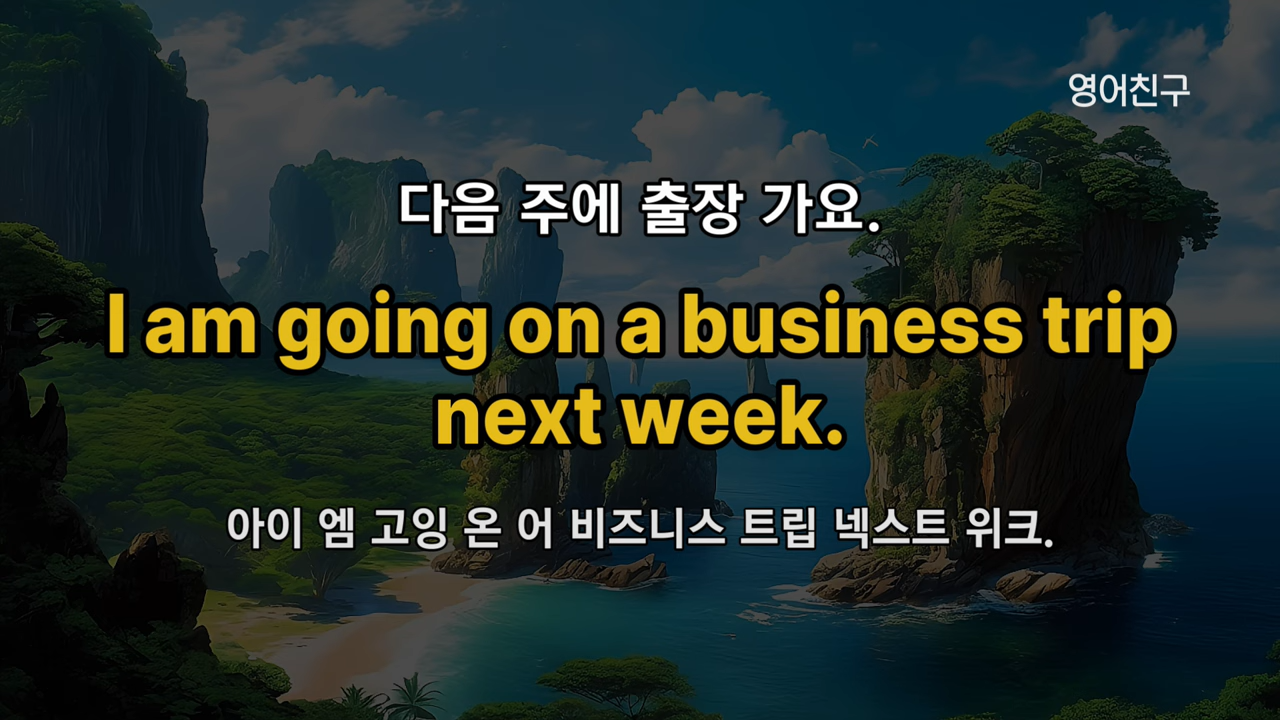 영어친구
다음 주에 출장 가요.
I am going on a business trip
next week.
아이 엠 고잉 온 어 비즈니스 트립 넥스트 위크.